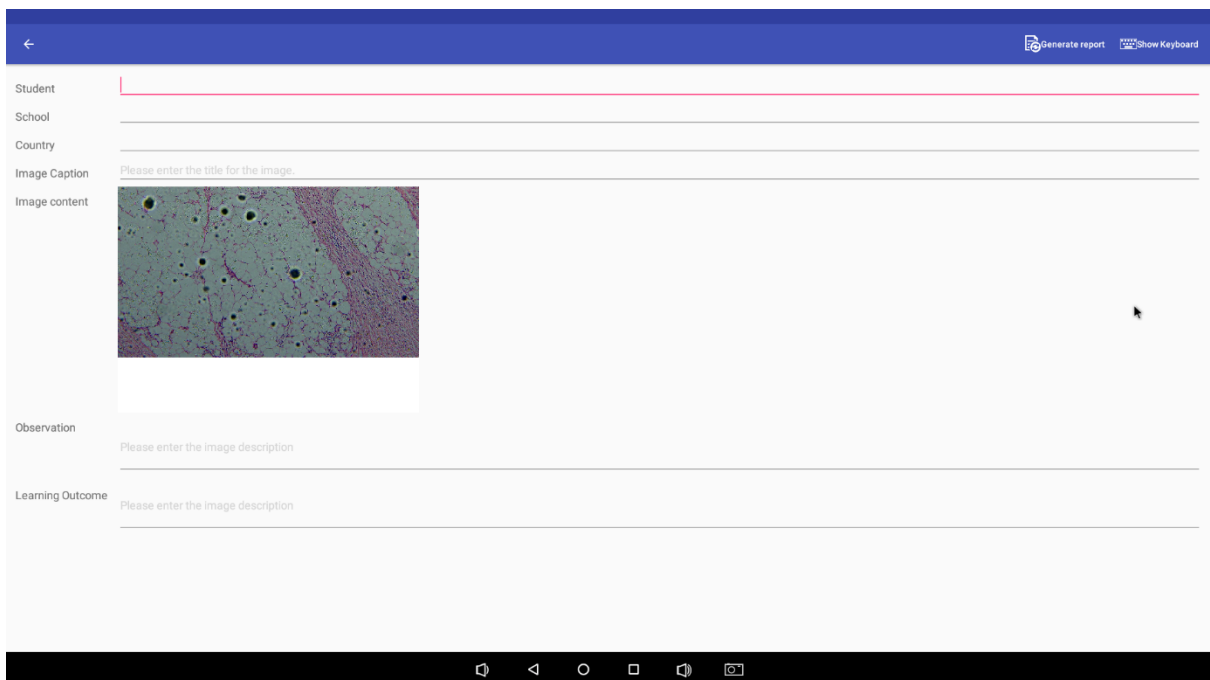 Generate report Show Keyboard
Student
School
Country
Image Caption Please enter the title for the image.
Image content
Observation
Please enter the image description
Learning Outcome
Please enter the image description